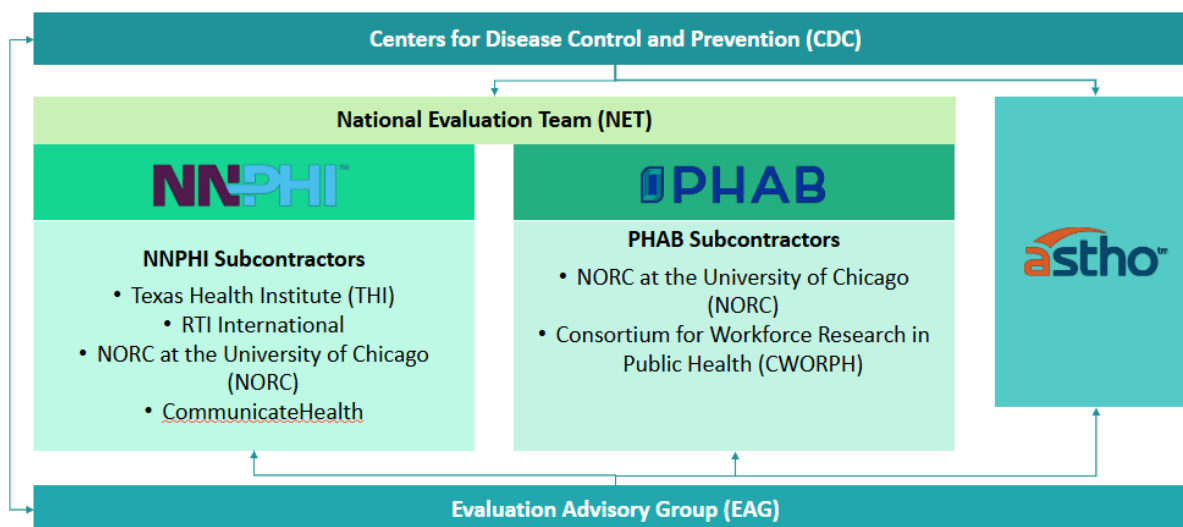 Centers for Disease Control and Prevention (CDC)
National Evaluation Team (NET)
NNPHI™
NNPHI Subcontractors
• Texas Health Institute (THI)
• RTI International
• NORC at the University of Chicago
(NORC)
• CommunicateHealth
PHAB
PHAB Subcontractors
• NORC at the University of Chicago
(NORC)
• Consortium for Workforce Research in
Public Health (CWORPH)
astho™
Evaluation Advisory Group (EAG)